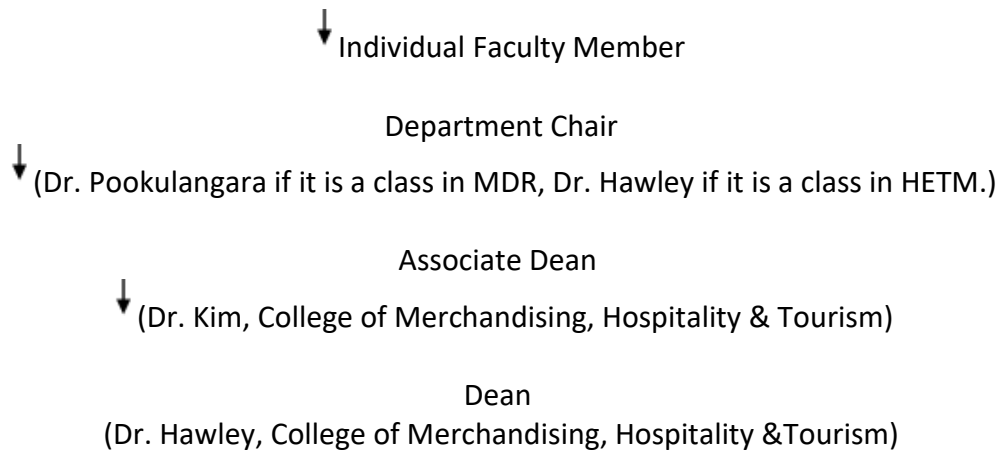 Individual Faculty Member
Department Chair
(Dr. Pookulangara if it is a class in MDR, Dr. Hawley if it is a class in HETM.)
Associate Dean
(Dr. Kim, College of Merchandising, Hospitality & Tourism)
Dean
(Dr. Hawley, College of Merchandising, Hospitality &Tourism)